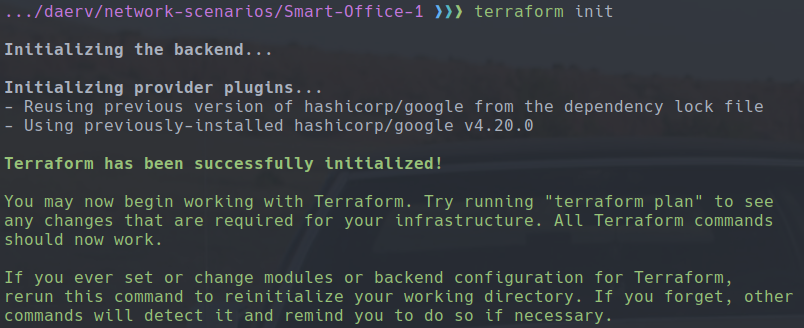 .../daerv/network-scenarios/Smart-Office-1 ❯❯❯ terraform init
Initializing the backend...
Initializing provider plugins...
- Reusing previous version of hashicorp/google from the dependency lock file
- Using previously-installed hashicorp/google v4.20.0
Terraform has been successfully initialized!
You may now begin working with Terraform. Try running "terraform plan" to see
any changes that are required for your infrastructure. All Terraform commands
should now work.
If you ever set or change modules or backend configuration for Terraform,
rerun this command to reinitialize your working directory. If you forget, other
commands will detect it and remind you to do so if necessary.